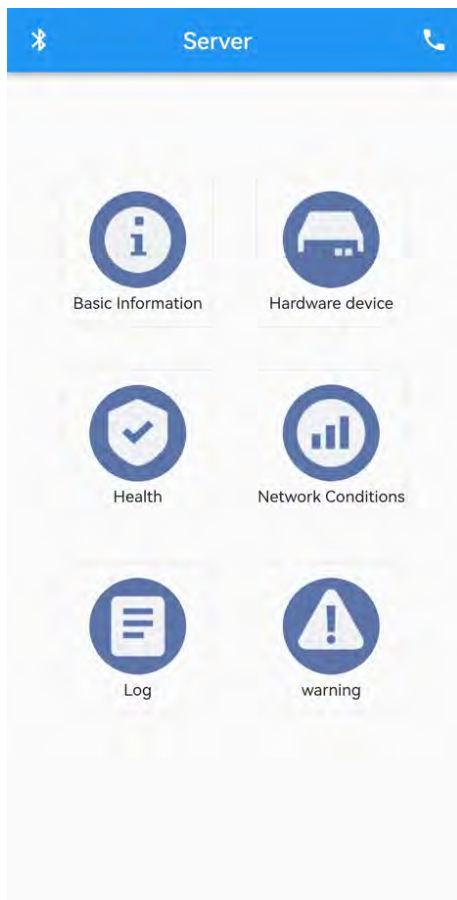 Server
Basic Information
Hardware device
Health
Network Conditions
Log
warning